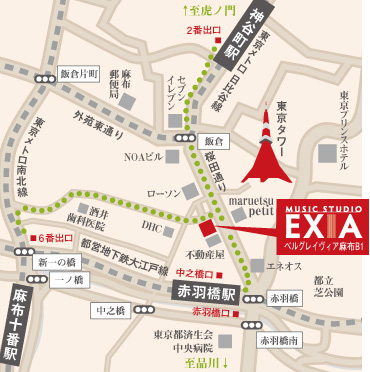 ↑至虎ノ門
2番出口
神谷町駅
東京メトロ 日比谷線
飯倉片町
麻布
郵便局
セブン
イレブン
外苑東通り
飯倉
東京タワー
東京プリンス
ホテル
東京メトロ南北線
NOAビル
桜田通り
ローソン
maruetsu
petit
MUSIC STUDIO
EXIA
ベルグレイヴィア麻布B1
酒井
歯科医院
DHC
不動産屋
6番出口
都営地下鉄大江戸線
新一の橋
一ノ橋
中之橋口
エネオス
都立
芝公園
赤羽橋駅
赤羽橋
麻布十番駅
中之橋
赤羽橋口
東京都済生会
中央病院
赤羽橋南
至品川↓